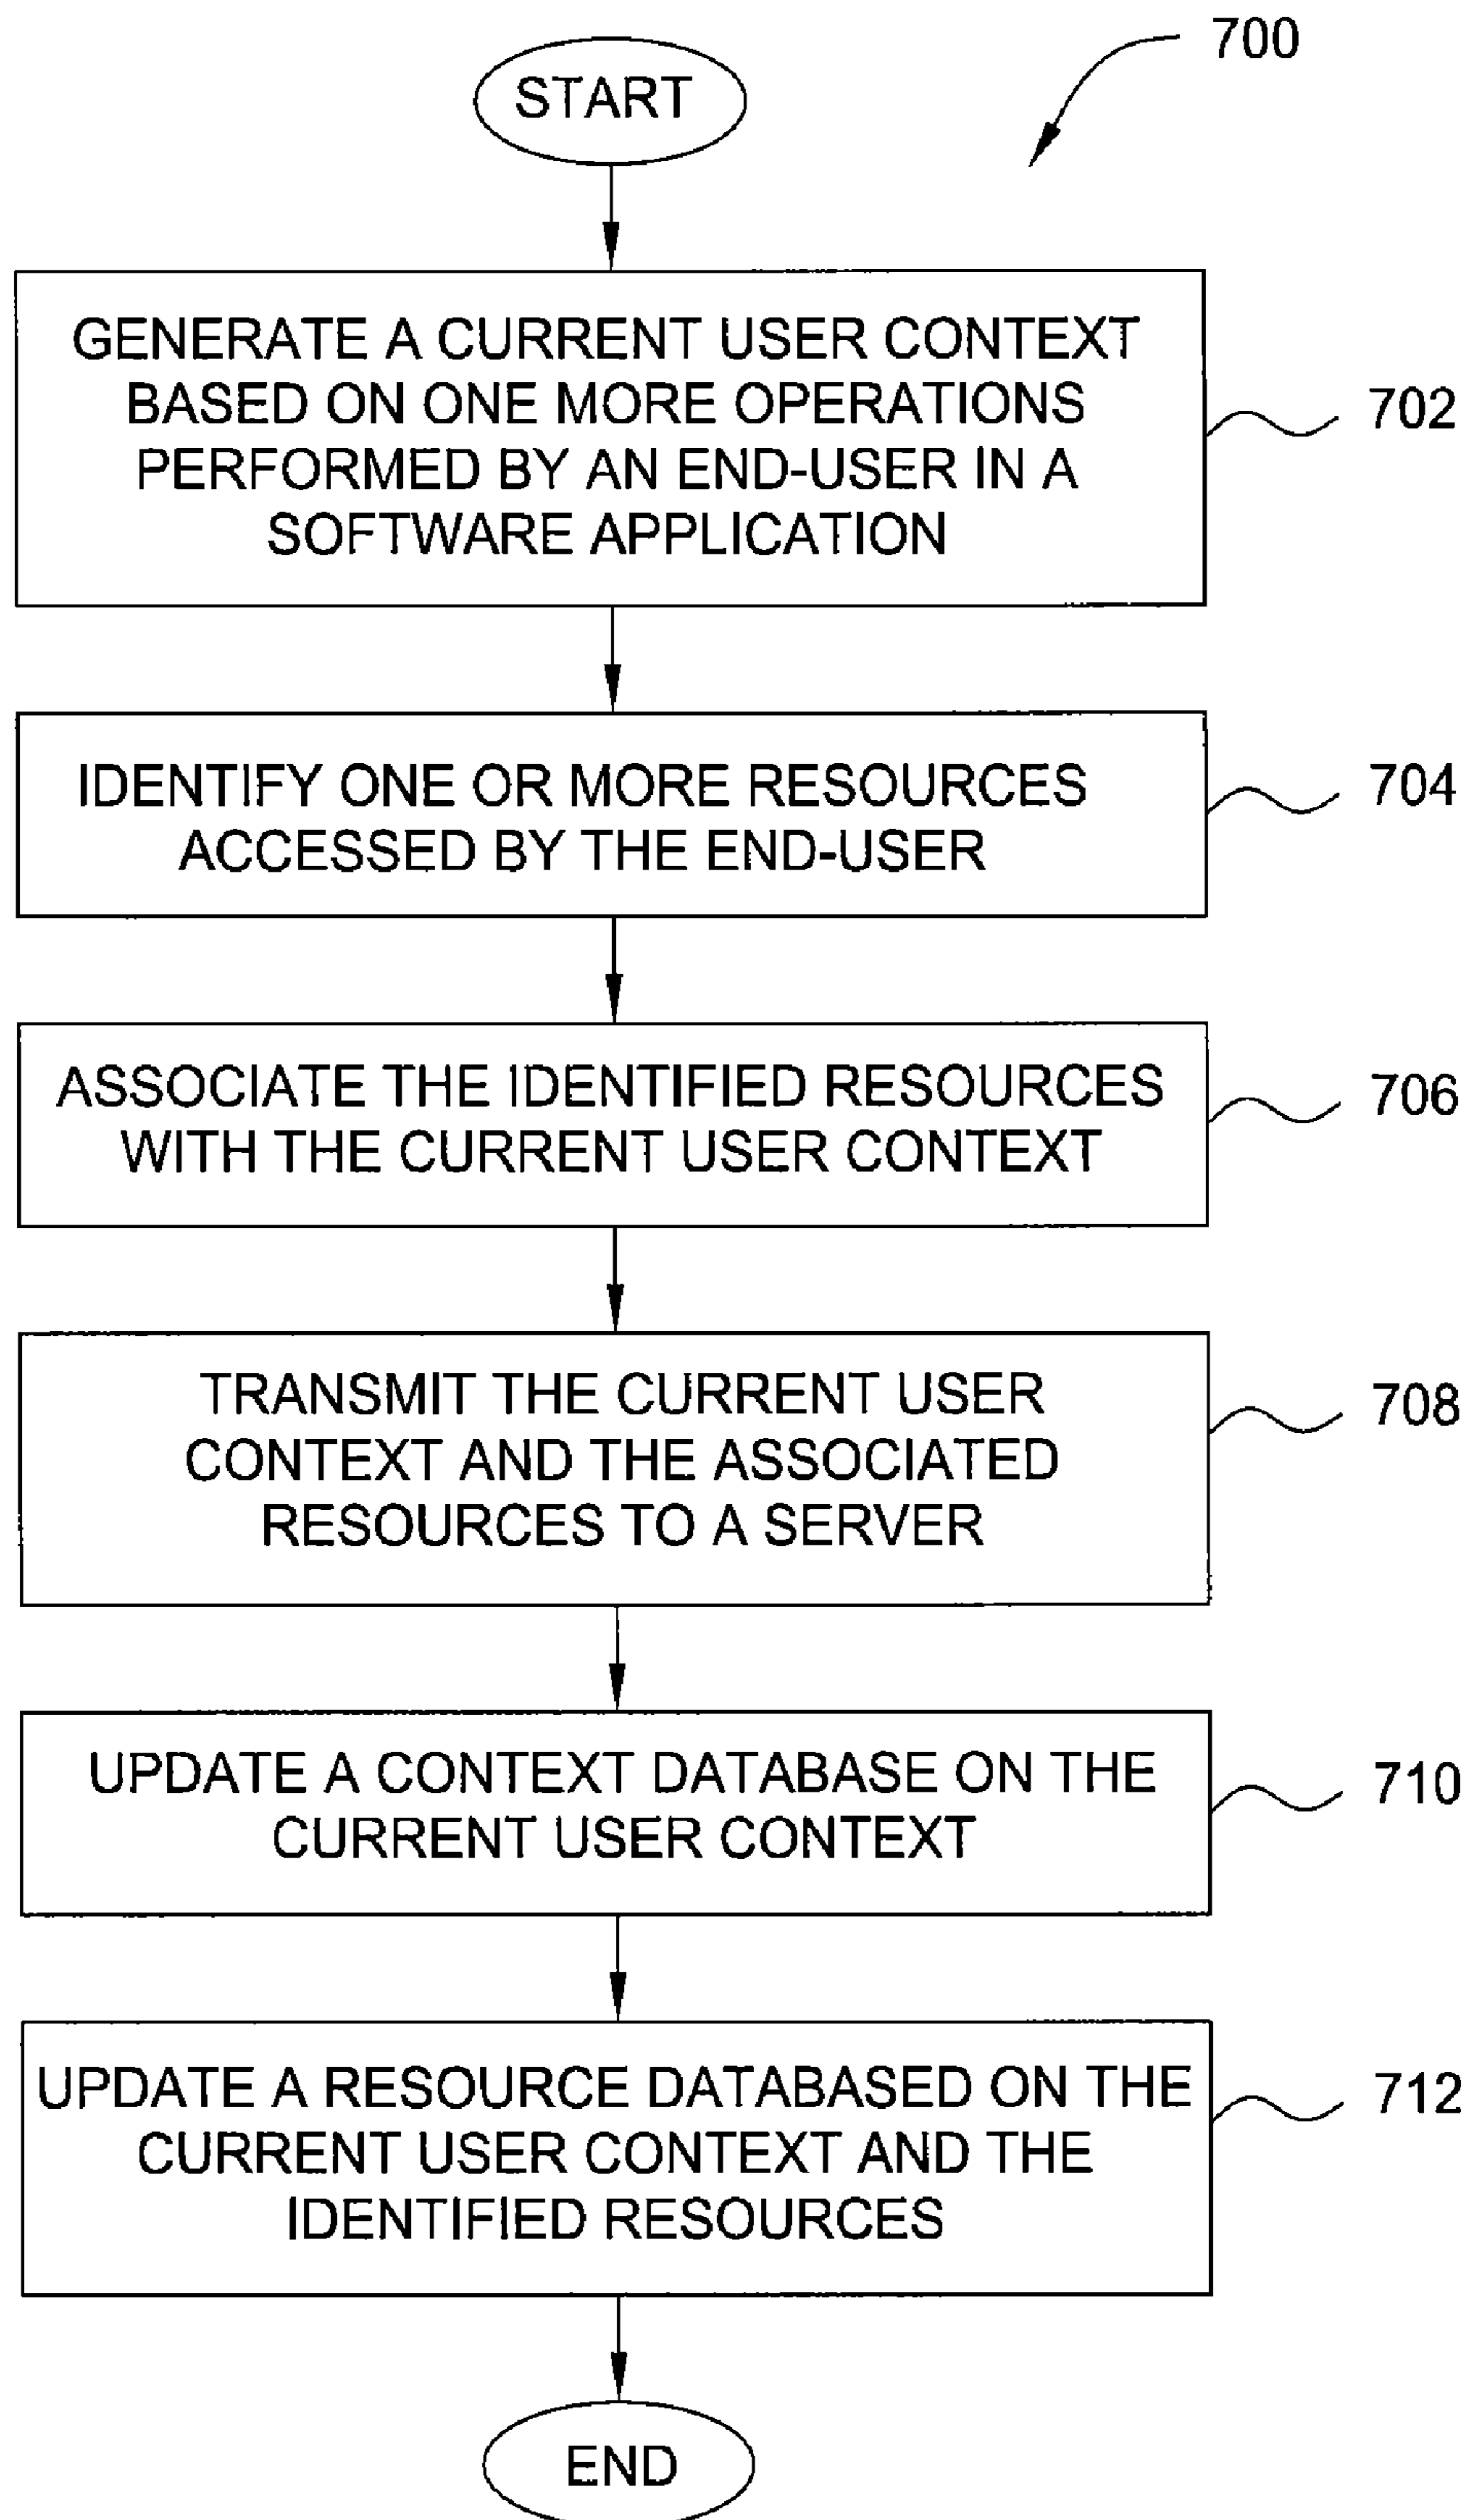 700
START
GENERATE A CURRENT USER CONTEXT
BASED ON ONE MORE OPERATIONS
PERFORMED BY AN END-USER IN A
SOFTWARE APPLICATION
702
IDENTIFY ONE OR MORE RESOURCES
ACCESSED BY THE END-USER
704
ASSOCIATE THE IDENTIFIED RESOURCES
WITH THE CURRENT USER CONTEXT
706
TRANSMIT THE CURRENT USER
CONTEXT AND THE ASSOCIATED
RESOURCES TO A SERVER
708
UPDATE A CONTEXT DATABASE ON THE
CURRENT USER CONTEXT
710
UPDATE A RESOURCE DATABASED ON THE
CURRENT USER CONTEXT AND THE
IDENTIFIED RESOURCES
712
END